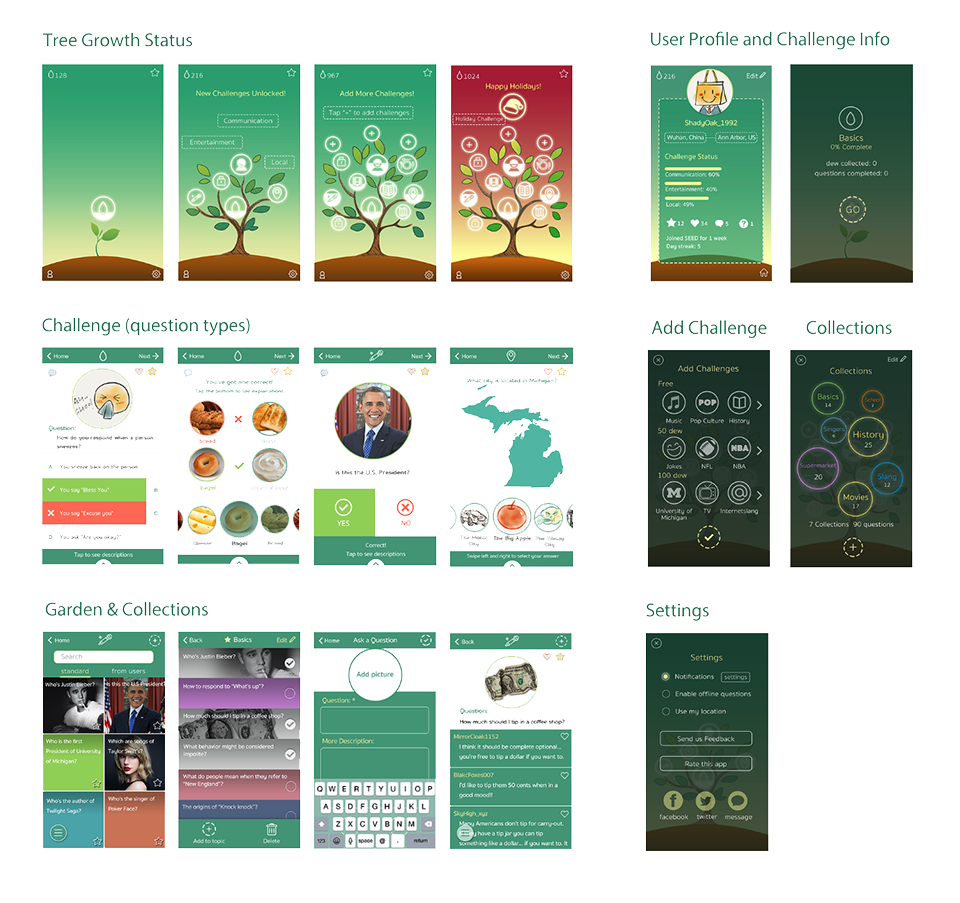 Tree Growth Status
128
216
New Challenges Unlocked!
Communication
Entertainment
Local
967
Add More Challenges!
Tap "+" to add challenges
1024
Happy Holidays!
Holiday Challenge
User Profile and Challenge Info
216
Edit
ShadyOak_1992
Wuhan, China
Ann Arbor, US
Challenge Status
Communication: 60%
Entertainment: 40%
Local: 49%
12
34
5
1
Joined SEED for 1 week
Day streak: 5
Basics
0% Complete
dew collected: 0
questions completed: 0
GO
Challenge (question types)
Home
Next
Question:
How do you respond when a person
sneezes?
A You sneeze back on the person
You say "Bless You"
B
You say "Excuse you"
C
D You ask "Are you okay?"
Tap to see descriptions
Home
Next
You've got one correct!
Tap the bottom to see explanations
bread
bagel
Bagel
Bread
Home
Next
Is this the U.S. President?
YES
NO
Correct!
Tap to see descriptions
Home
Next
What city is located in Michigan?
The Motor
City
The Big Apple
The Windy
City
Swipe left and right to select your answer
Add Challenge
Add Challenges
Free
Music
Pop Culture
History
POP
50 dew
Jokes
NFL
NBA
NBA
100 dew
M
University of
Michigan
TV
Internetslang
Collections
Edit
Collections
Basics
14
School
Singers
6
History
25
Supermarket
20
Slang
12
Movies
17
7 Collections 90 questions
Garden & Collections
Home
Search
standard
from users
Who's Justin Bieber?
Is this the U.S President?
Who is the first
President of University
of Michigan?
Which are songs of
Taylor Swift's?
Who's the author of
Twilight Saga?
Who's the singer of
Poker Face?
Back
Basics
Edit
Who's Justin Bieber?
How to respond to "What's up"?
How much should I tip in a coffee shop?
What behavior might be considered
impolite?
What do people mean when they refer to
"New England"?
The origins of "Knock knock"?
Add to topic
Delete
Home
Ask a Question
Add picture
Question: *
More Description:
Q W E R T Y U I O P
A S D F G H J K L
Z X C V B N M
123
space
@
.
return
Back
Question:
How much should I tip in a coffee shop?
MirrorCloak1152
I think it should be complete optional...
you're free to tip a dollar if you want to.
BlakeFoxes007
I'd like to tip them 50 cents when in a
good mood!!
SkyHigh_xyz
Many Americans don't tip for carry-out.
have a tip jar you can tip
something like a dollar... if you want to. It
Settings
Settings
Notifications
settings
Enable offline questions
Use my location
Send us Feedback
Rate this app
facebook
twitter
message